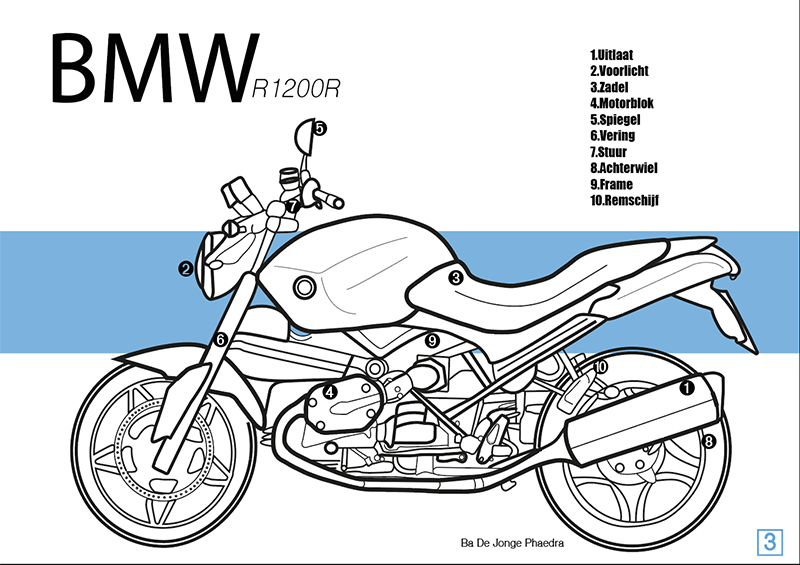 BMW R1200R
1.Uitlaat
2.Voorlicht
3.Zadel
4.Motorblok
5.Spiegel
6.Vering
7.Stuur
8.Achterwiel
9.Frame
10.Remschijf
5
7
2
3
6
9
10
4
1
8
Ba De Jonge Phaedra
3